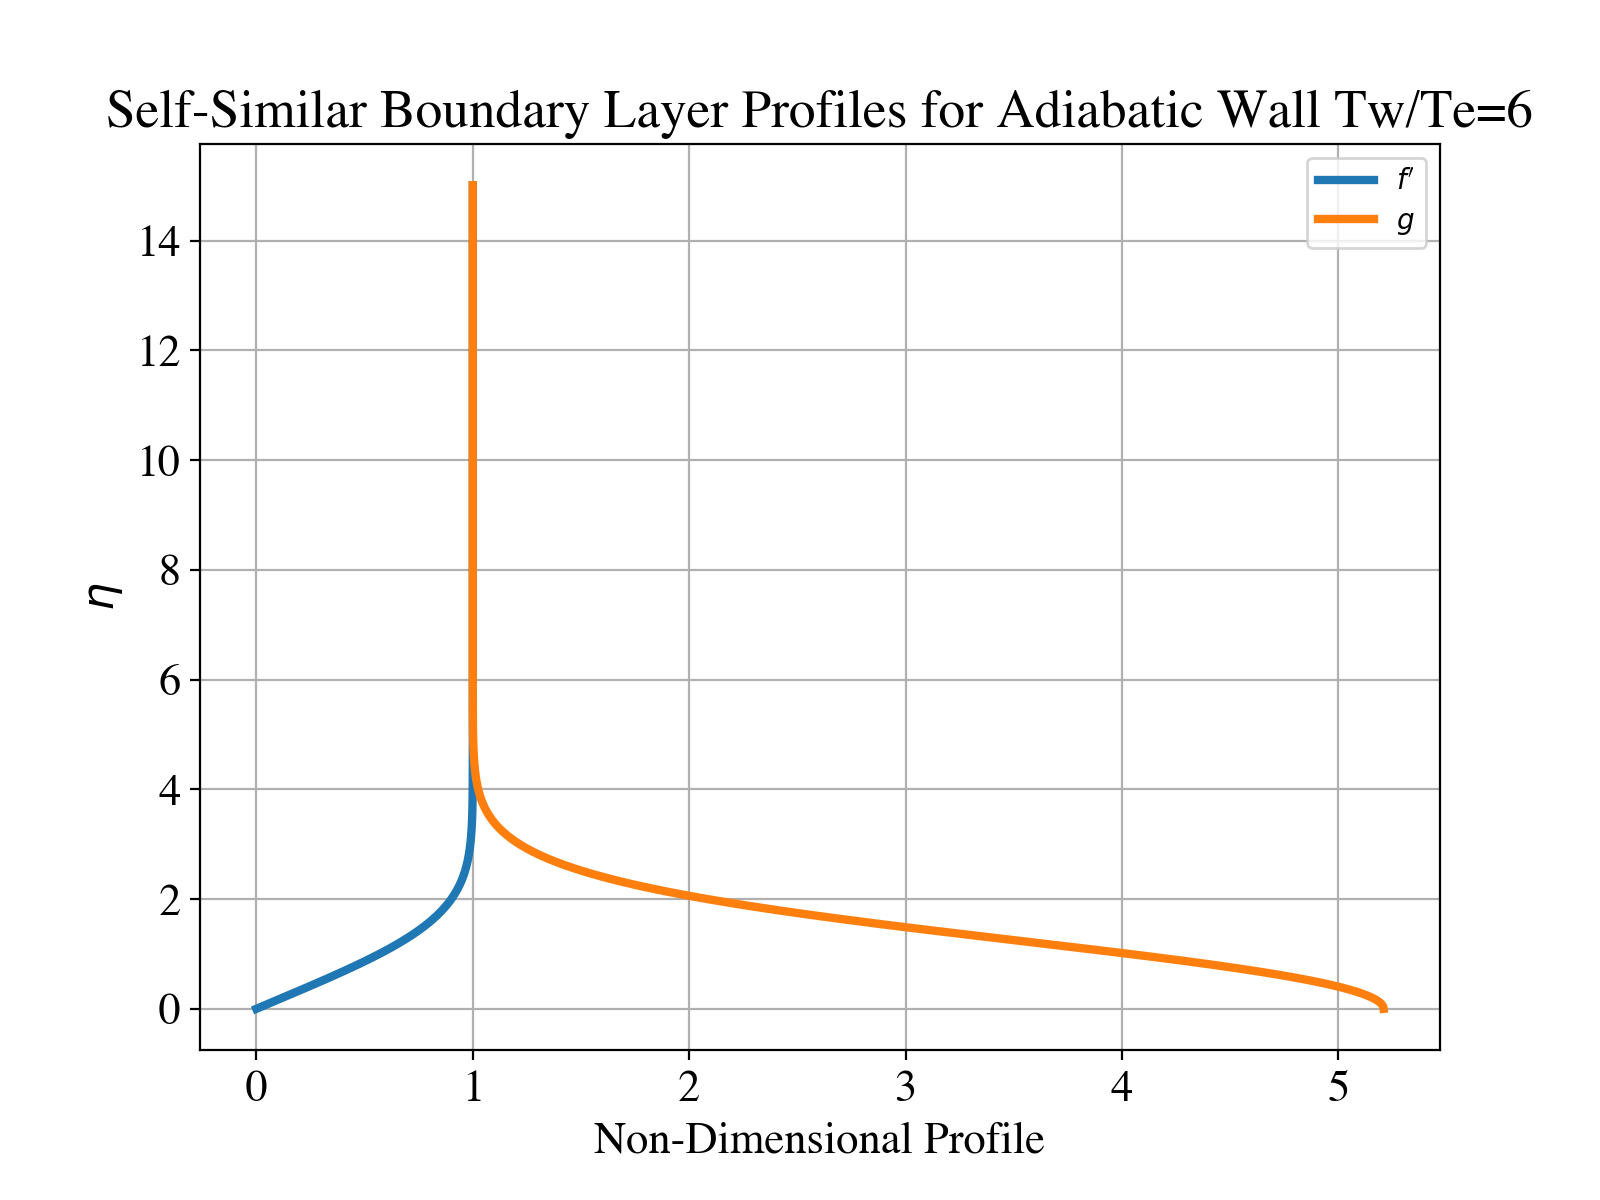 Self-Similar Boundary Layer Profiles for Adiabatic Wall Tw/Te=6
f′
g
14
12
10
8
6
4
2
0
η
0 1 2 3 4 5
Non-Dimensional Profile